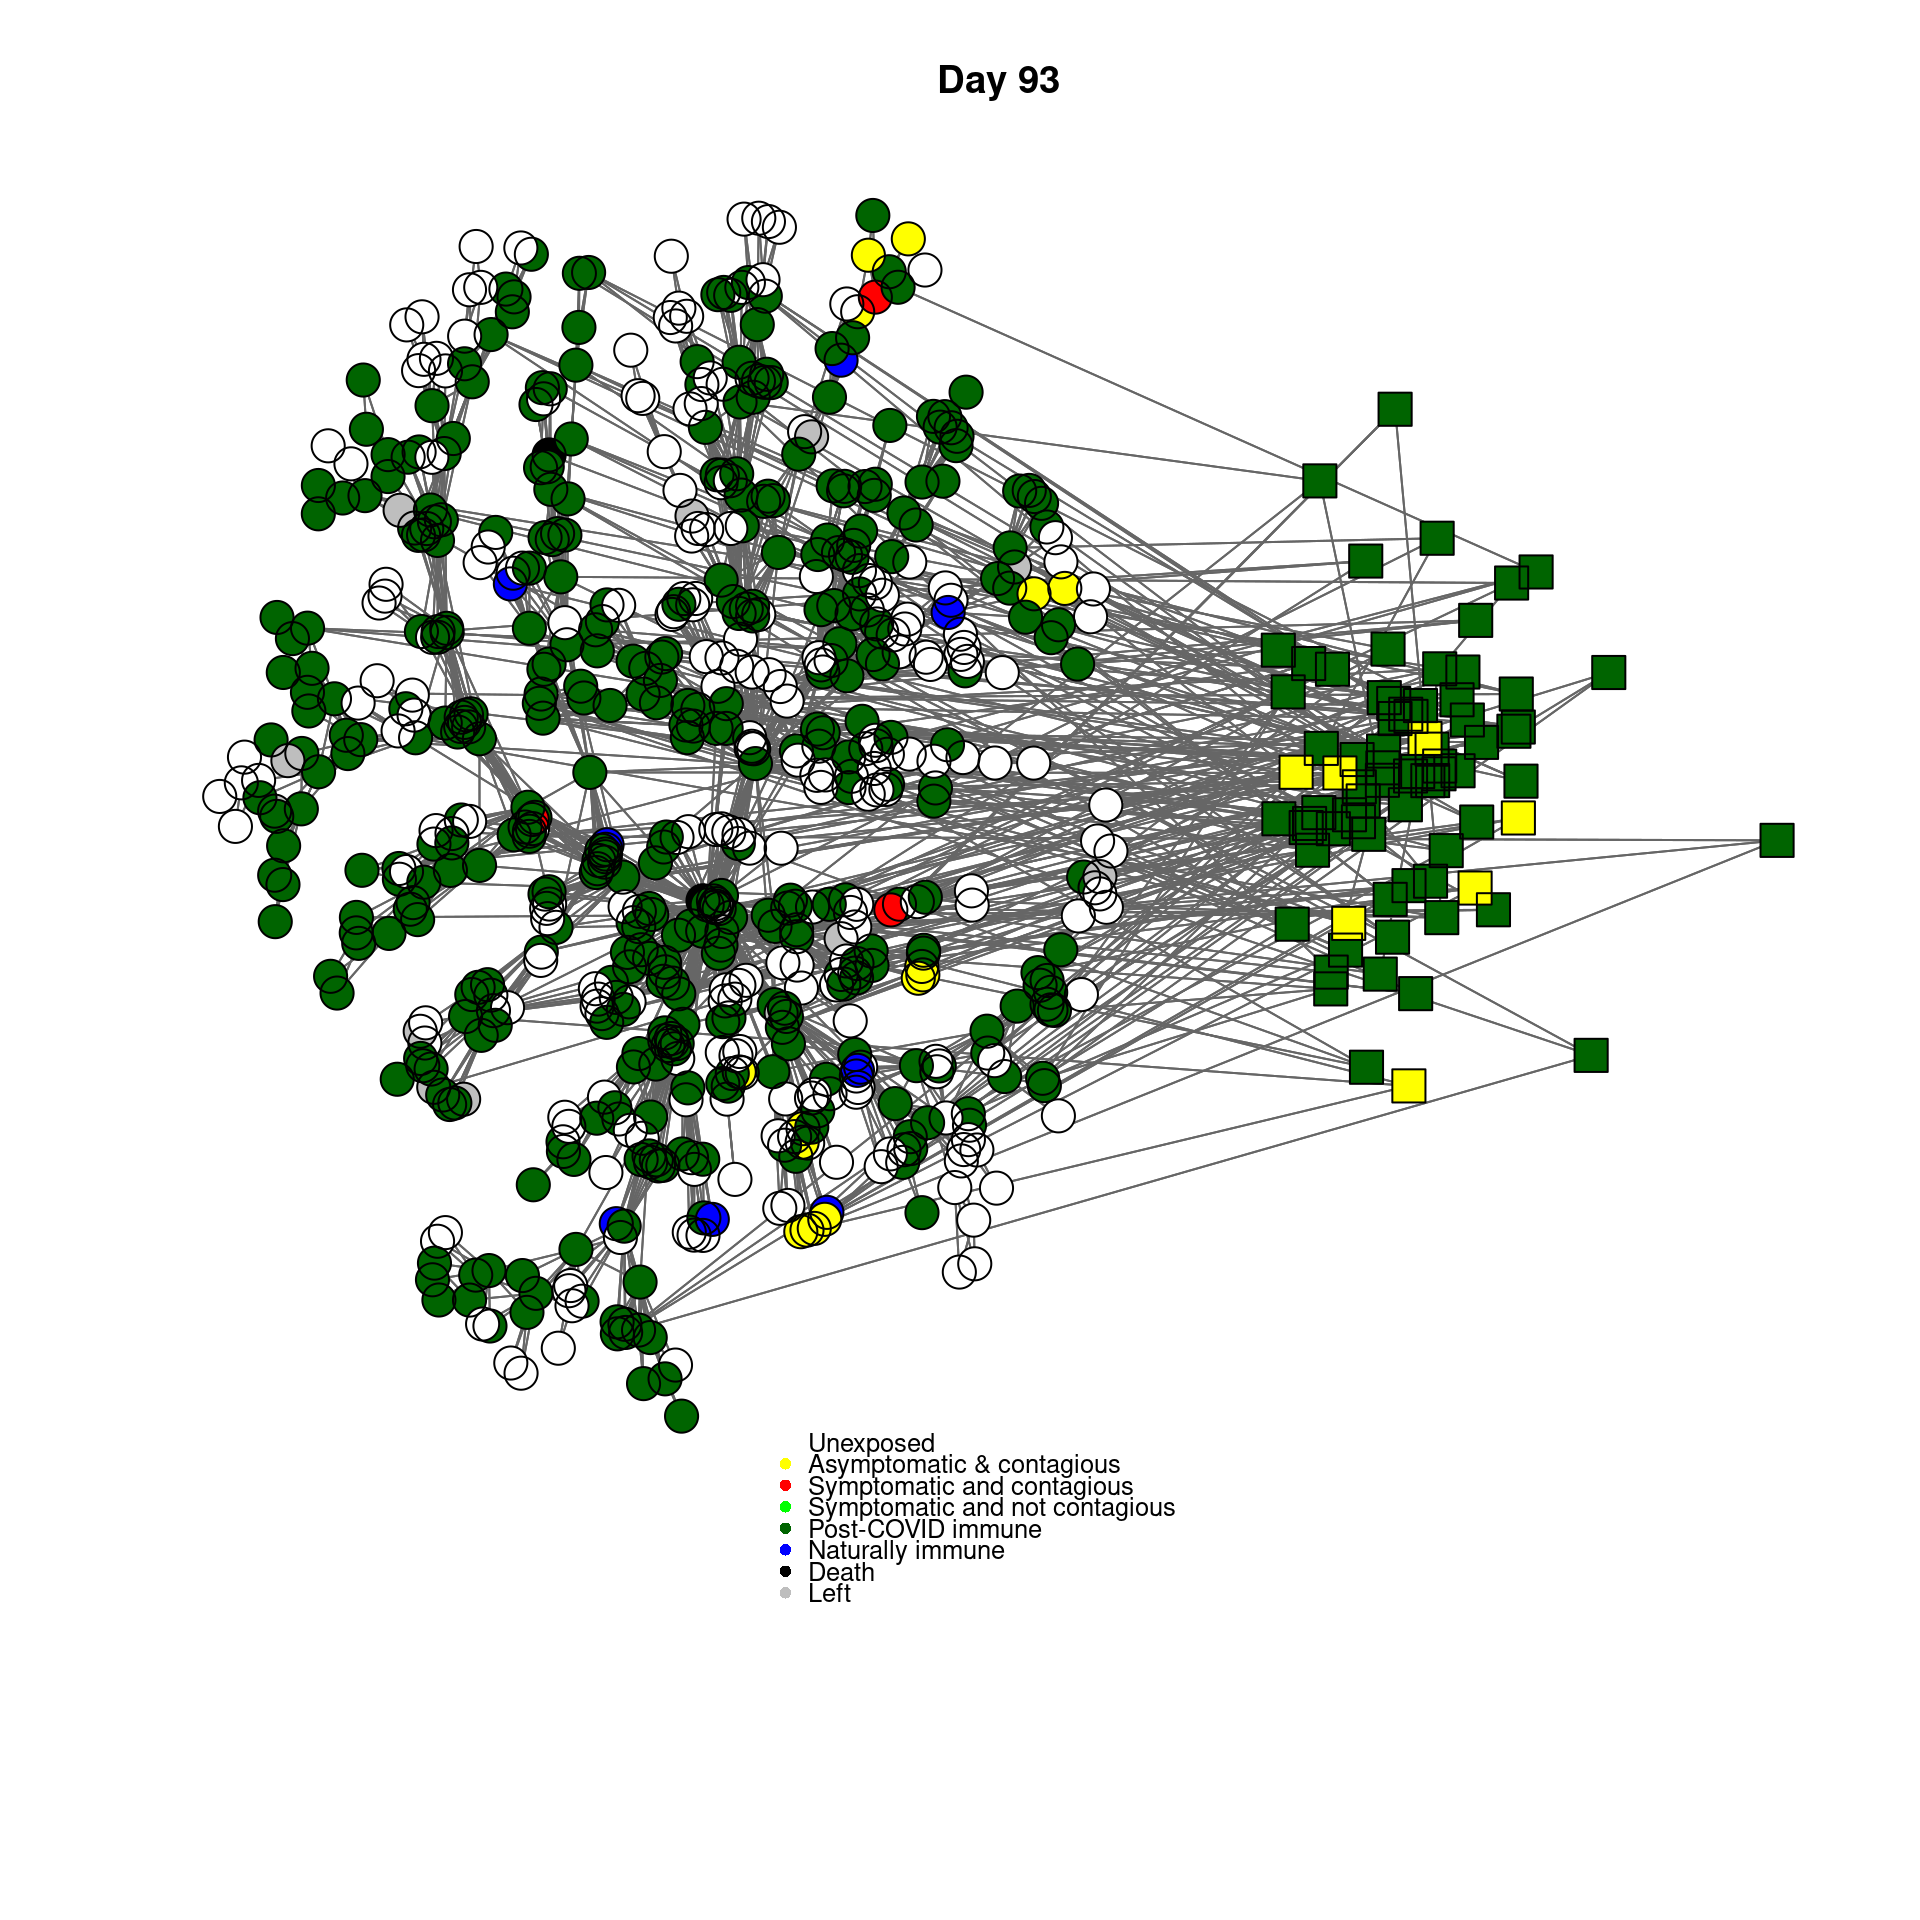 Day 93
Unexposed
Asymptomatic & contagious
Symptomatic and contagious
Symptomatic and not contagious
Post-COVID immune
Naturally immune
Death
Left